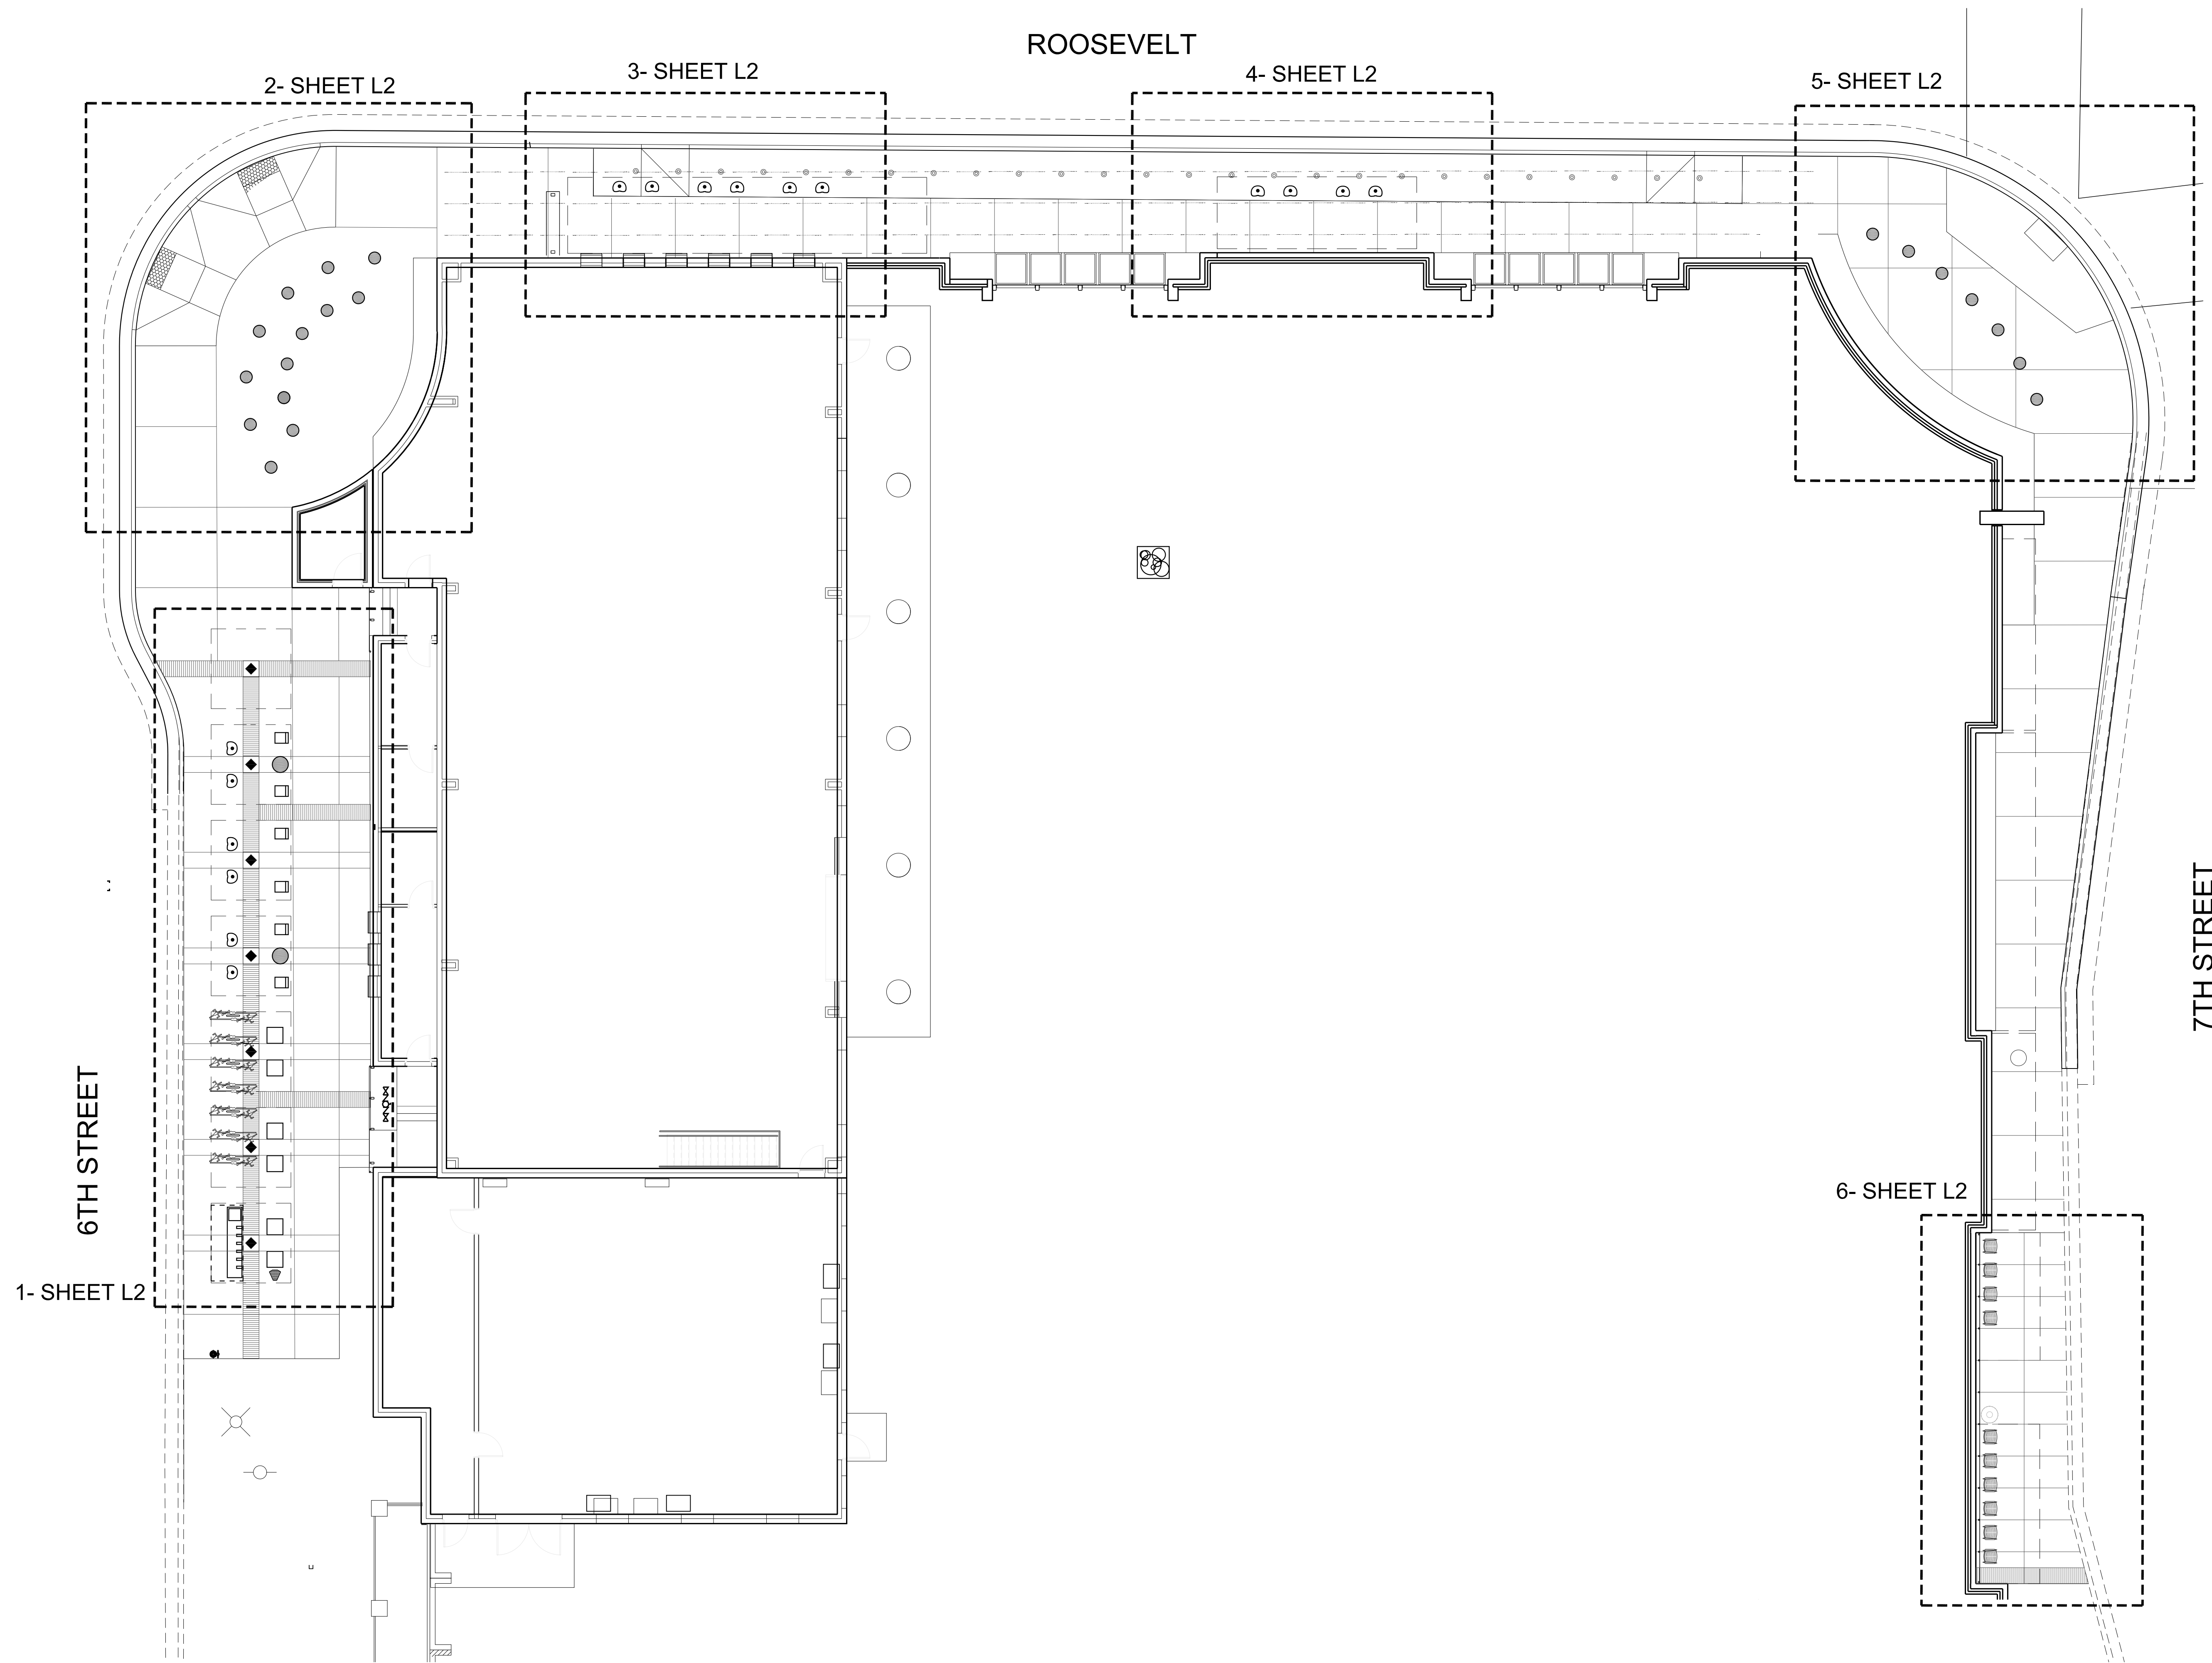 ROOSEVELT
2- SHEET L2
3- SHEET L2
4- SHEET L2
5- SHEET L2
7TH STREET
6TH STREET
6- SHEET L2
1- SHEET L2